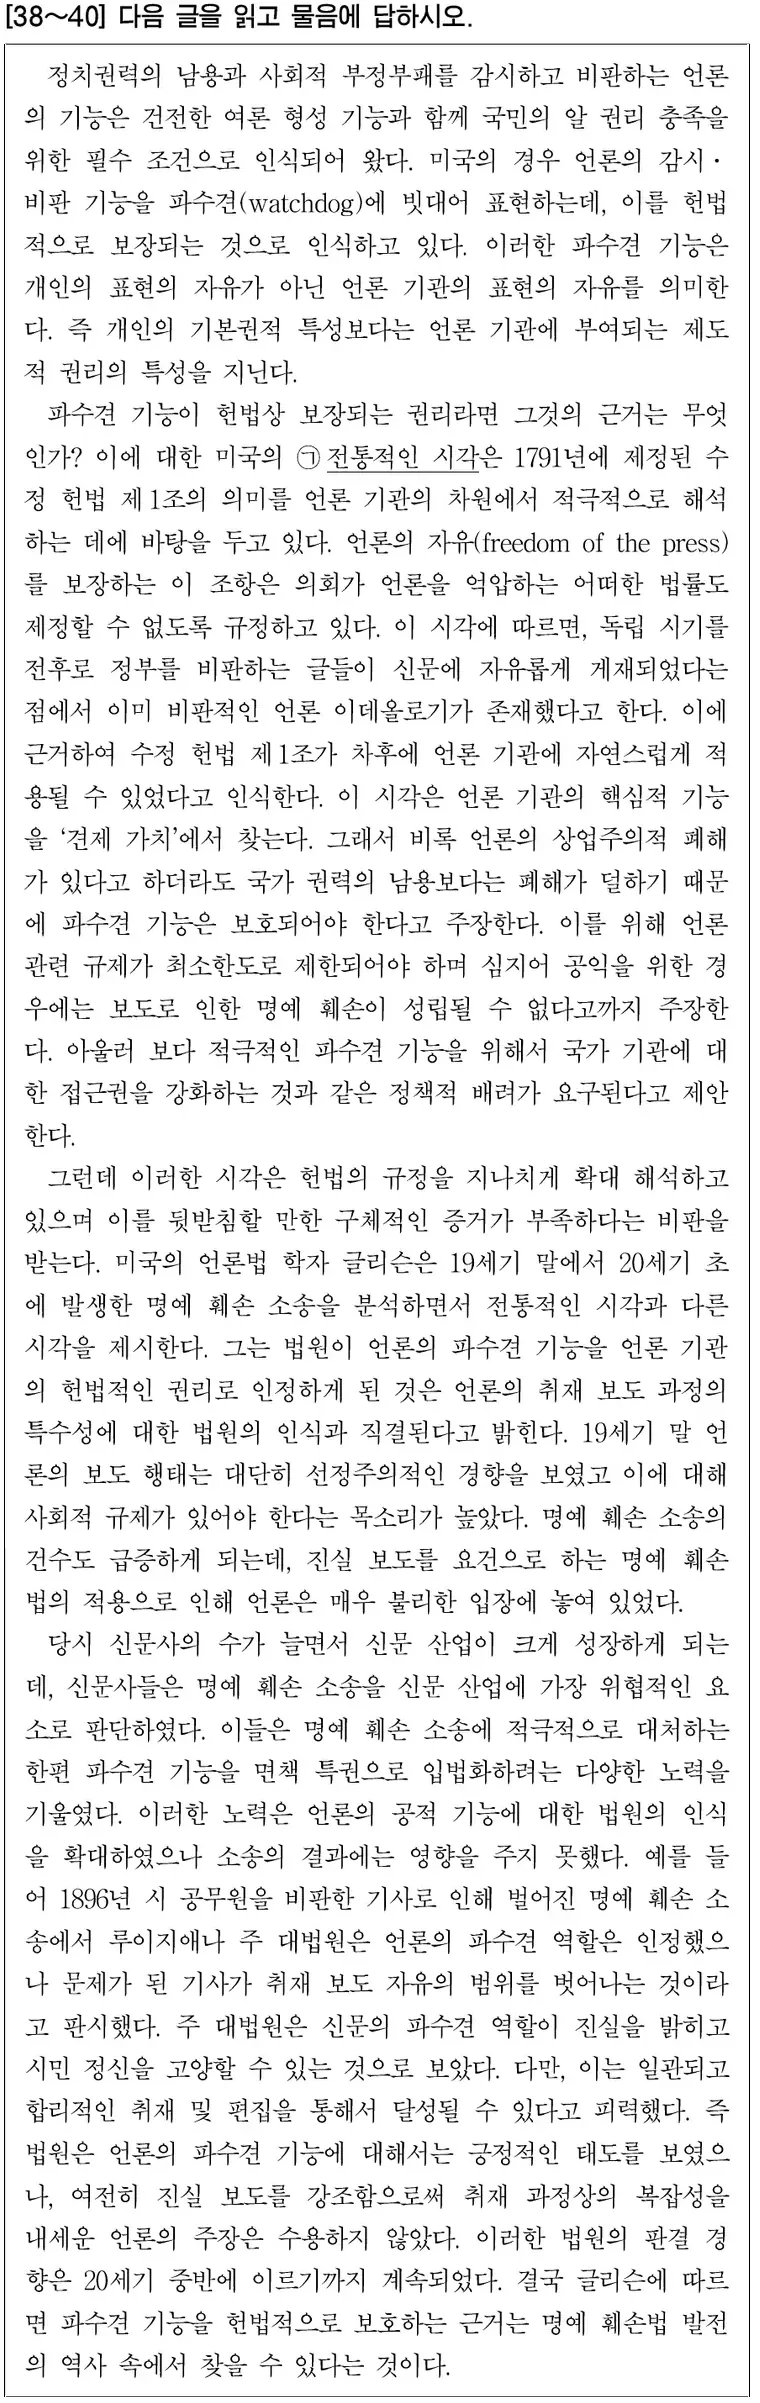 [38～40] 다음 글을 읽고 물음에 답하시오.
정치권력의 남용과 사회적 부정부패를 감시하고 비판하는 언론
의 기능은 건전한 여론 형성 기능과 함께 국민의 알 권리 충족을
위한 필수 조건으로 인식되어 왔다. 미국의 경우 언론의 감시·
비판 기능을 파수견(watchdog)에 빗대어 표현하는데, 이를 헌법
적으로 보장되는 것으로 인식하고 있다. 이러한 파수견 기능은
개인의 표현의 자유가 아닌 언론 기관의 표현의 자유를 의미한
다. 즉 개인의 기본권적 특성보다는 언론 기관에 부여되는 제도
적 권리의 특성을 지닌다.
파수견 기능이 헌법상 보장되는 권리라면 그것의 근거는 무엇
인가? 이에 대한 미국의 ㉠ 전통적인 시각은 1791년에 제정된 수
정 헌법 제1조의 의미를 언론 기관의 차원에서 적극적으로 해석
하는 데에 바탕을 두고 있다. 언론의 자유(freedom of the press)
를 보장하는 이 조항은 의회가 언론을 억압하는 어떠한 법률도
제정할 수 없도록 규정하고 있다. 이 시각에 따르면, 독립 시기를
전후로 정부를 비판하는 글들이 신문에 자유롭게 게재되었다는
점에서 이미 비판적인 언론 이데올로기가 존재했다고 한다. 이에
근거하여 수정 헌법 제1조가 차후에 언론 기관에 자연스럽게 적
용될 수 있었다고 인식한다. 이 시각은 언론 기관의 핵심적 기능
을 ‘견제 가치’에서 찾는다. 그래서 비록 언론의 상업주의적 폐해
가 있다고 하더라도 국가 권력의 남용보다는 폐해가 덜하기 때문
에 파수견 기능은 보호되어야 한다고 주장한다. 이를 위해 언론
관련 규제가 최소한도로 제한되어야 하며 심지어 공익을 위한 경
우에는 보도로 인한 명예 훼손이 성립될 수 없다고까지 주장한
다. 아울러 보다 적극적인 파수견 기능을 위해서 국가 기관에 대
한 접근권을 강화하는 것과 같은 정책적 배려가 요구된다고 제안
한다.
그런데 이러한 시각은 헌법의 규정을 지나치게 확대 해석하고
있으며 이를 뒷받침할 만한 구체적인 증거가 부족하다는 비판을
받는다. 미국의 언론법 학자 글리슨은 19세기 말에서 20세기 초
에 발생한 명예 훼손 소송을 분석하면서 전통적인 시각과 다른
시각을 제시한다. 그는 법원이 언론의 파수견 기능을 언론 기관
의 헌법적인 권리로 인정하게 된 것은 언론의 취재 보도 과정의
특수성에 대한 법원의 인식과 직결된다고 밝힌다. 19세기 말 언
론의 보도 행태는 대단히 선정주의적인 경향을 보였고 이에 대해
사회적 규제가 있어야 한다는 목소리가 높았다. 명예 훼손 소송의
건수도 급증하게 되는데, 진실 보도를 요건으로 하는 명예 훼손
법의 적용으로 인해 언론은 매우 불리한 입장에 놓여 있었다.
당시 신문사의 수가 늘면서 신문 산업이 크게 성장하게 되는
데, 신문사들은 명예 훼손 소송을 신문 산업에 가장 위협적인 요
소로 판단하였다. 이들은 명예 훼손 소송에 적극적으로 대처하는
한편 파수견 기능을 면책 특권으로 입법화하려는 다양한 노력을
기울였다. 이러한 노력은 언론의 공적 기능에 대한 법원의 인식
을 확대하였으나 소송의 결과에는 영향을 주지 못했다. 예를 들
어 1896년 시 공무원을 비판한 기사로 인해 벌어진 명예 훼손 소
송에서 루이지애나 주 대법원은 언론의 파수견 역할은 인정했으
나 문제가 된 기사가 취재 보도 자유의 범위를 벗어나는 것이라
고 판시했다. 주 대법원은 신문의 파수견 역할이 진실을 밝히고
시민 정신을 고양할 수 있는 것으로 보았다. 다만, 이는 일관되고
합리적인 취재 및 편집을 통해서 달성될 수 있다고 피력했다. 즉
법원은 언론의 파수견 기능에 대해서는 긍정적인 태도를 보였으
나, 여전히 진실 보도를 강조함으로써 취재 과정상의 복잡성을
내세운 언론의 주장은 수용하지 않았다. 이러한 법원의 판결 경
향은 20세기 중반에 이르기까지 계속되었다. 결국 글리슨에 따르
면 파수견 기능을 헌법적으로 보호하는 근거는 명예 훼손법 발전
의 역사 속에서 찾을 수 있다는 것이다.